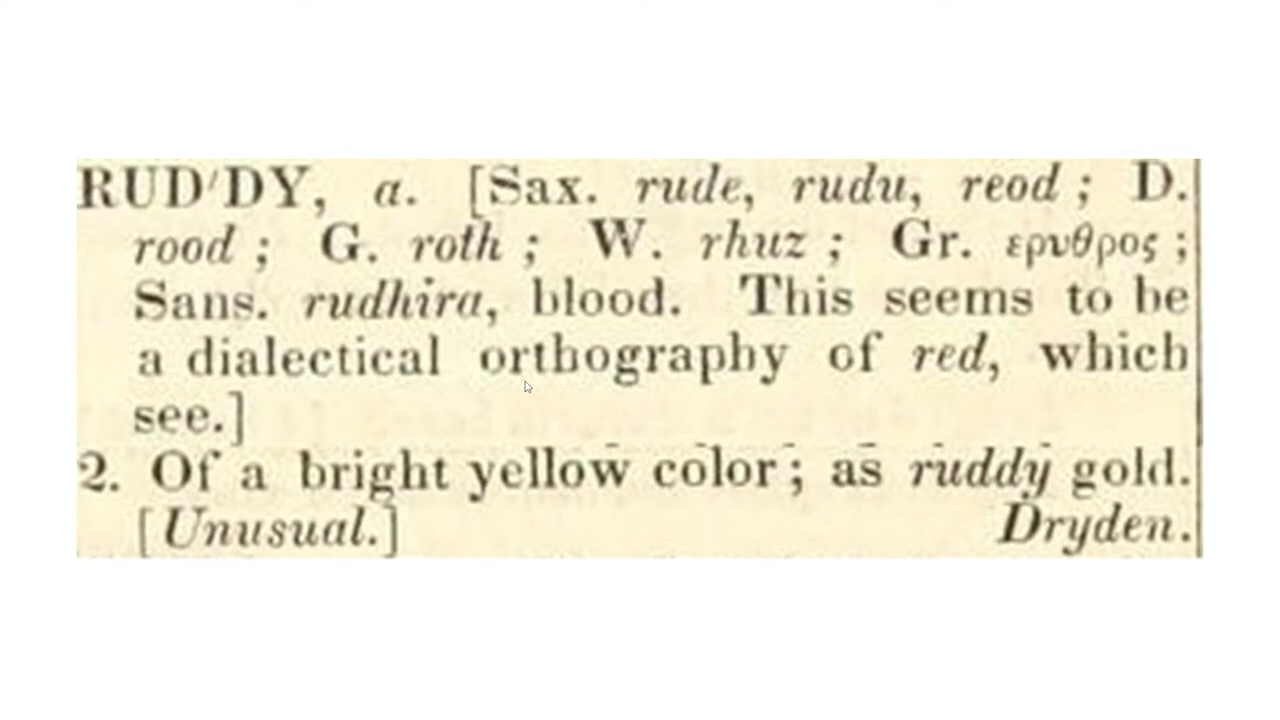 RUD'DY, a. [Sax. rude, rudu, reod ; D.
rood ; G. roth ; W. rhuz ; Gr. ερυθρος ;
Sans. rudhira, blood. This seems to be
a dialectical orthography of red, which
see.]
2. Of a bright yellow color ; as ruddy gold.
[Unusual.] Dryden.